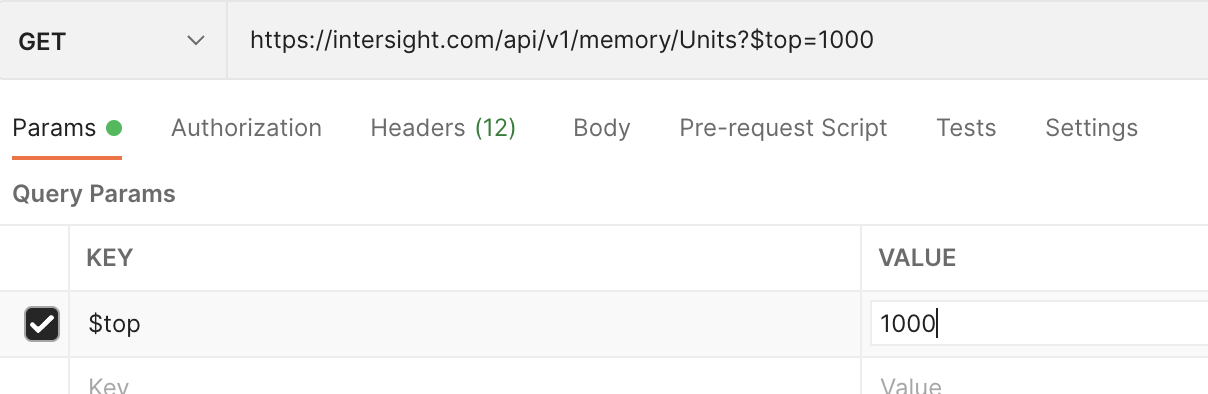 GET https://intersight.com/api/v1/memory/Units?$top=1000
Params Authorization Headers (12) Body Pre-request Script Tests Settings
Query Params
KEY VALUE
$top 1000
Key Value